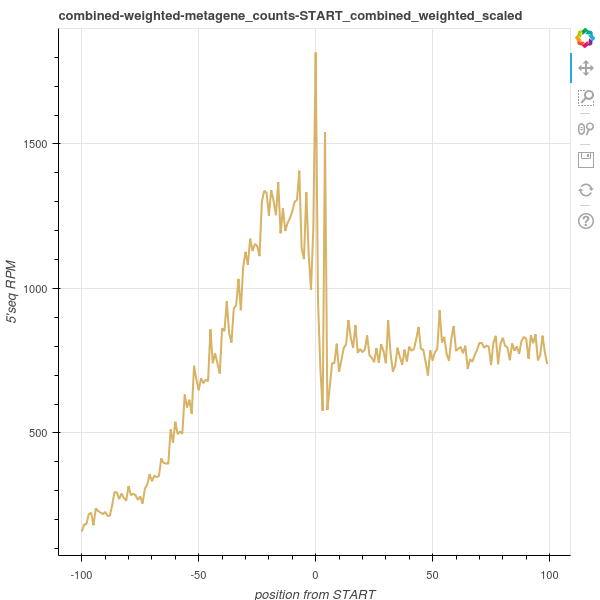 combined-weighted-metagene_counts-START_combined_weighted_scaled
5'seq RPM
1500
1000
500
-100
-50
0
50
100
position from START